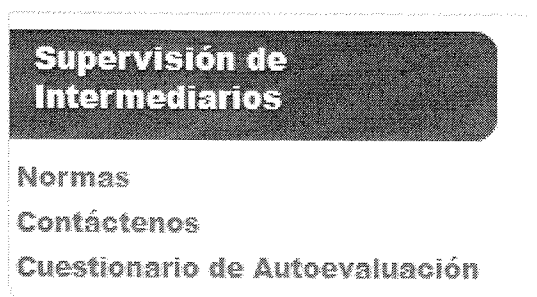 Supervisión de
Intermediarios
Normas
Contáctenos
Cuestionario de Autoevaluación